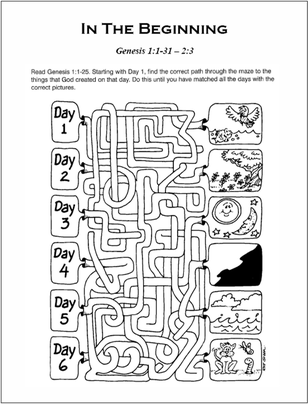 IN THE BEGINNING
Genesis 1:1-31 – 2:3
Read Genesis 1:1-25. Starting with Day 1, find the correct path through the maze to the
things that God created on that day. Do this until you have matched all the days with the
correct pictures.
Day
1
Day
2
Day
3
Day
4
Day
5
Day
6